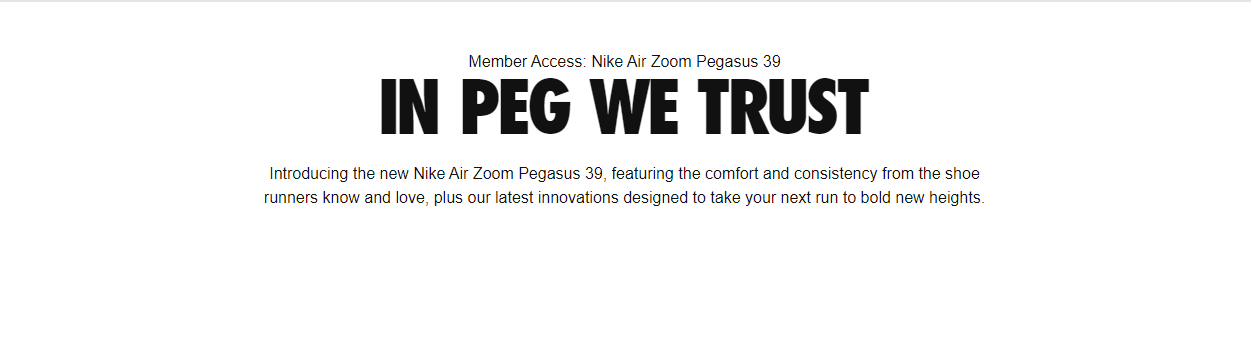 Member Access: Nike Air Zoom Pegasus 39
IN PEG WE TRUST
Introducing the new Nike Air Zoom Pegasus 39, featuring the comfort and consistency from the shoe
runners know and love, plus our latest innovations designed to take your next run to bold new heights.